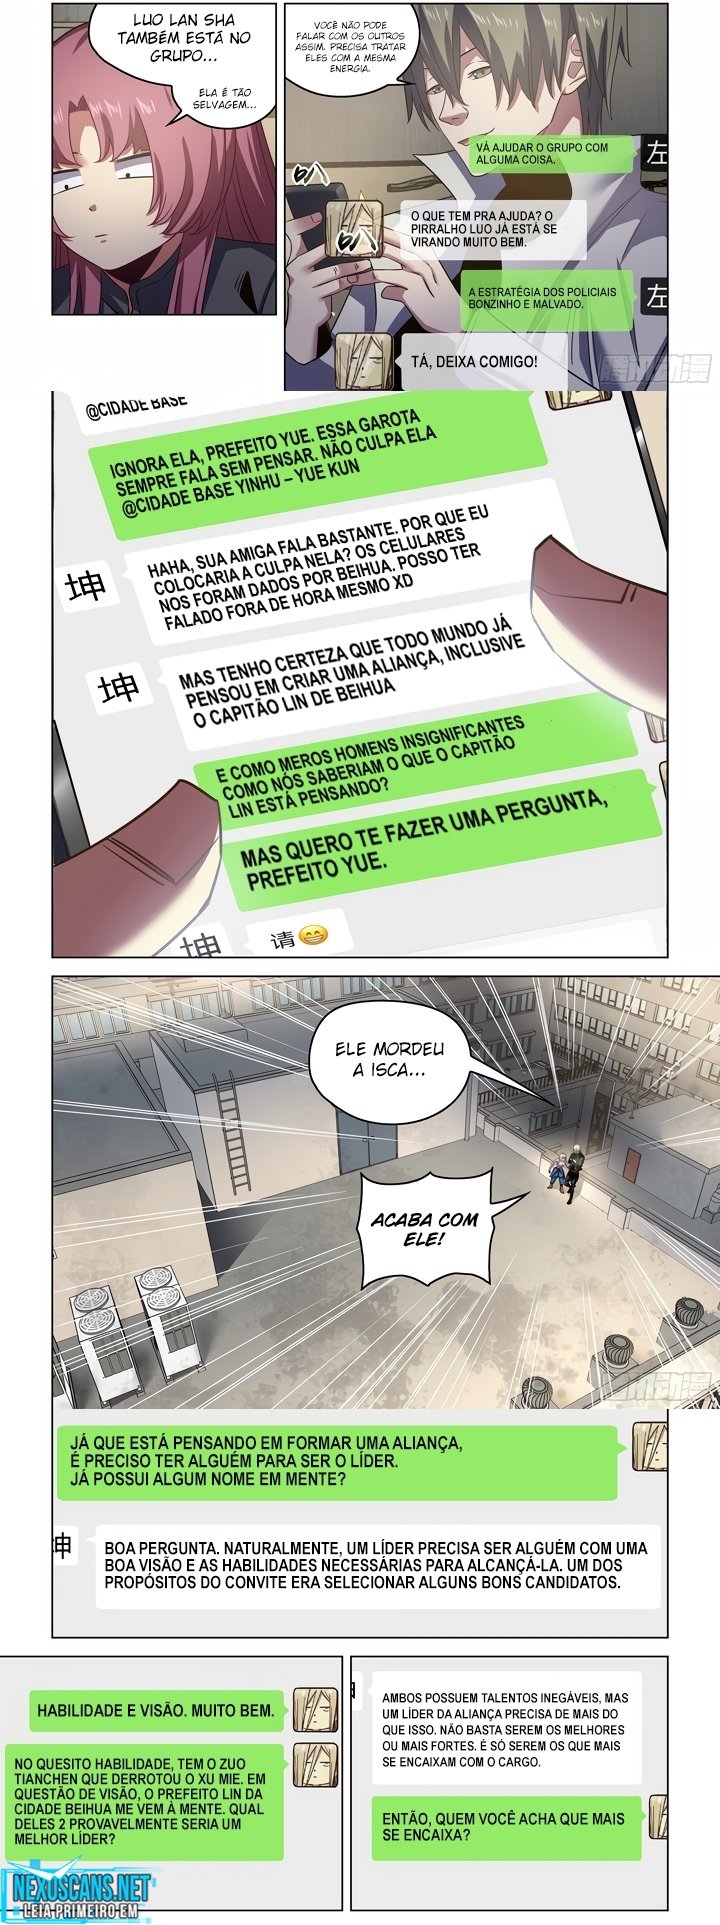 LUO LAN SHA
TAMBÉM ESTÁ NO
GRUPO...
ELA É TÃO
SELVAGEM...
VOCÊ NÃO PODE
FALAR COM OS OUTROS
ASSIM. PRECISA TRATAR
ELES COM A MESMA
ENERGIA.
VÁ AJUDAR O GRUPO COM
ALGUMA COISA.
左
叭
叭
O QUE TEM PRA AJUDA? O
PIRRALHO LUO JÁ ESTÁ SE
VIRANDO MUITO BEM.
A ESTRATÉGIA DOS POLICIAIS
BONZINHO E MALVADO.
左
TÁ, DEIXA COMIGO!
@CIDADE BASE
IGNORA ELA, PREFEITO YUE. ESSA GAROTA
SEMPRE FALA SEM PENSAR. NÃO CULPA ELA
@CIDADE BASE YINHU – YUE KUN
坤
HAHA, SUA AMIGA FALA BASTANTE. POR QUE EU
COLOCARIA A CULPA NELA? OS CELULARES
NOS FORAM DADOS POR BEIHUA. POSSO TER
FALADO FORA DE HORA MESMO XD
坤
MAS TENHO CERTEZA QUE TODO MUNDO JÁ
PENSOU EM CRIAR UMA ALIANÇA, INCLUSIVE
O CAPITÃO LIN DE BEIHUA
E COMO MEROS HOMENS INSIGNIFICANTES
COMO NÓS SABERIAM O QUE O CAPITÃO
LIN ESTÁ PENSANDO?
MAS QUERO TE FAZER UMA PERGUNTA,
PREFEITO YUE.
坤
请😁
ELE MORDEU
A ISCA...
ACABA COM
ELE!
JÁ QUE ESTÁ PENSANDO EM FORMAR UMA ALIANÇA,
É PRECISO TER ALGUÉM PARA SER O LÍDER.
JÁ POSSUI ALGUM NOME EM MENTE?
坤
BOA PERGUNTA. NATURALMENTE, UM LÍDER PRECISA SER ALGUÉM COM UMA
BOA VISÃO E AS HABILIDADES NECESSÁRIAS PARA ALCANÇÁ-LA. UM DOS
PROPÓSITOS DO CONVITE ERA SELECIONAR ALGUNS BONS CANDIDATOS.
HABILIDADE E VISÃO. MUITO BEM.
NO QUESITO HABILIDADE, TEM O ZUO
TIANCHEN QUE DERROTOU O XU MIE. EM
QUESTÃO DE VISÃO, O PREFEITO LIN DA
CIDADE BEIHUA ME VEM À MENTE. QUAL
DELES 2 PROVAVELMENTE SERIA UM
MELHOR LÍDER?
AMBOS POSSUEM TALENTOS INEGÁVEIS, MAS
UM LÍDER DA ALIANÇA PRECISA DE MAIS DO
QUE ISSO. NÃO BASTA SEREM OS MELHORES
OU MAIS FORTES. É SÓ SEREM OS QUE MAIS
SE ENCAIXAM COM O CARGO.
ENTÃO, QUEM VOCÊ ACHA QUE MAIS
SE ENCAIXA?
NEXOSCANS.NET
LEIA PRIMEIRO EM